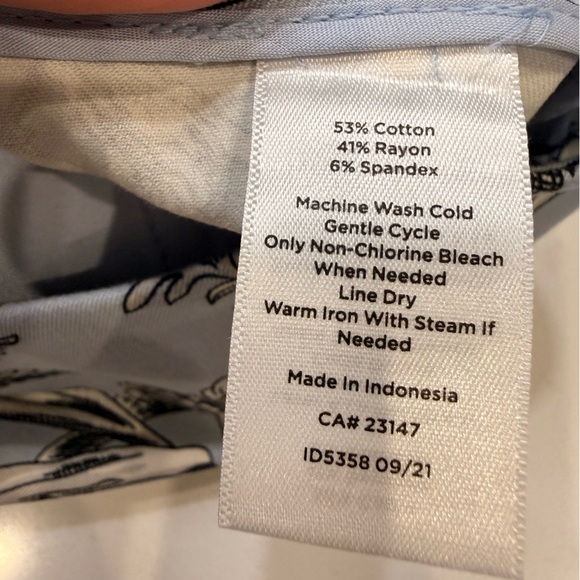 53% Cotton
41% Rayon
6% Spandex
Machine Wash Cold
Gentle Cycle
Only Non-Chlorine Bleach
When Needed
Line Dry
Warm Iron With Steam If
Needed
Made In Indonesia
CA# 23147
ID5358 09/21